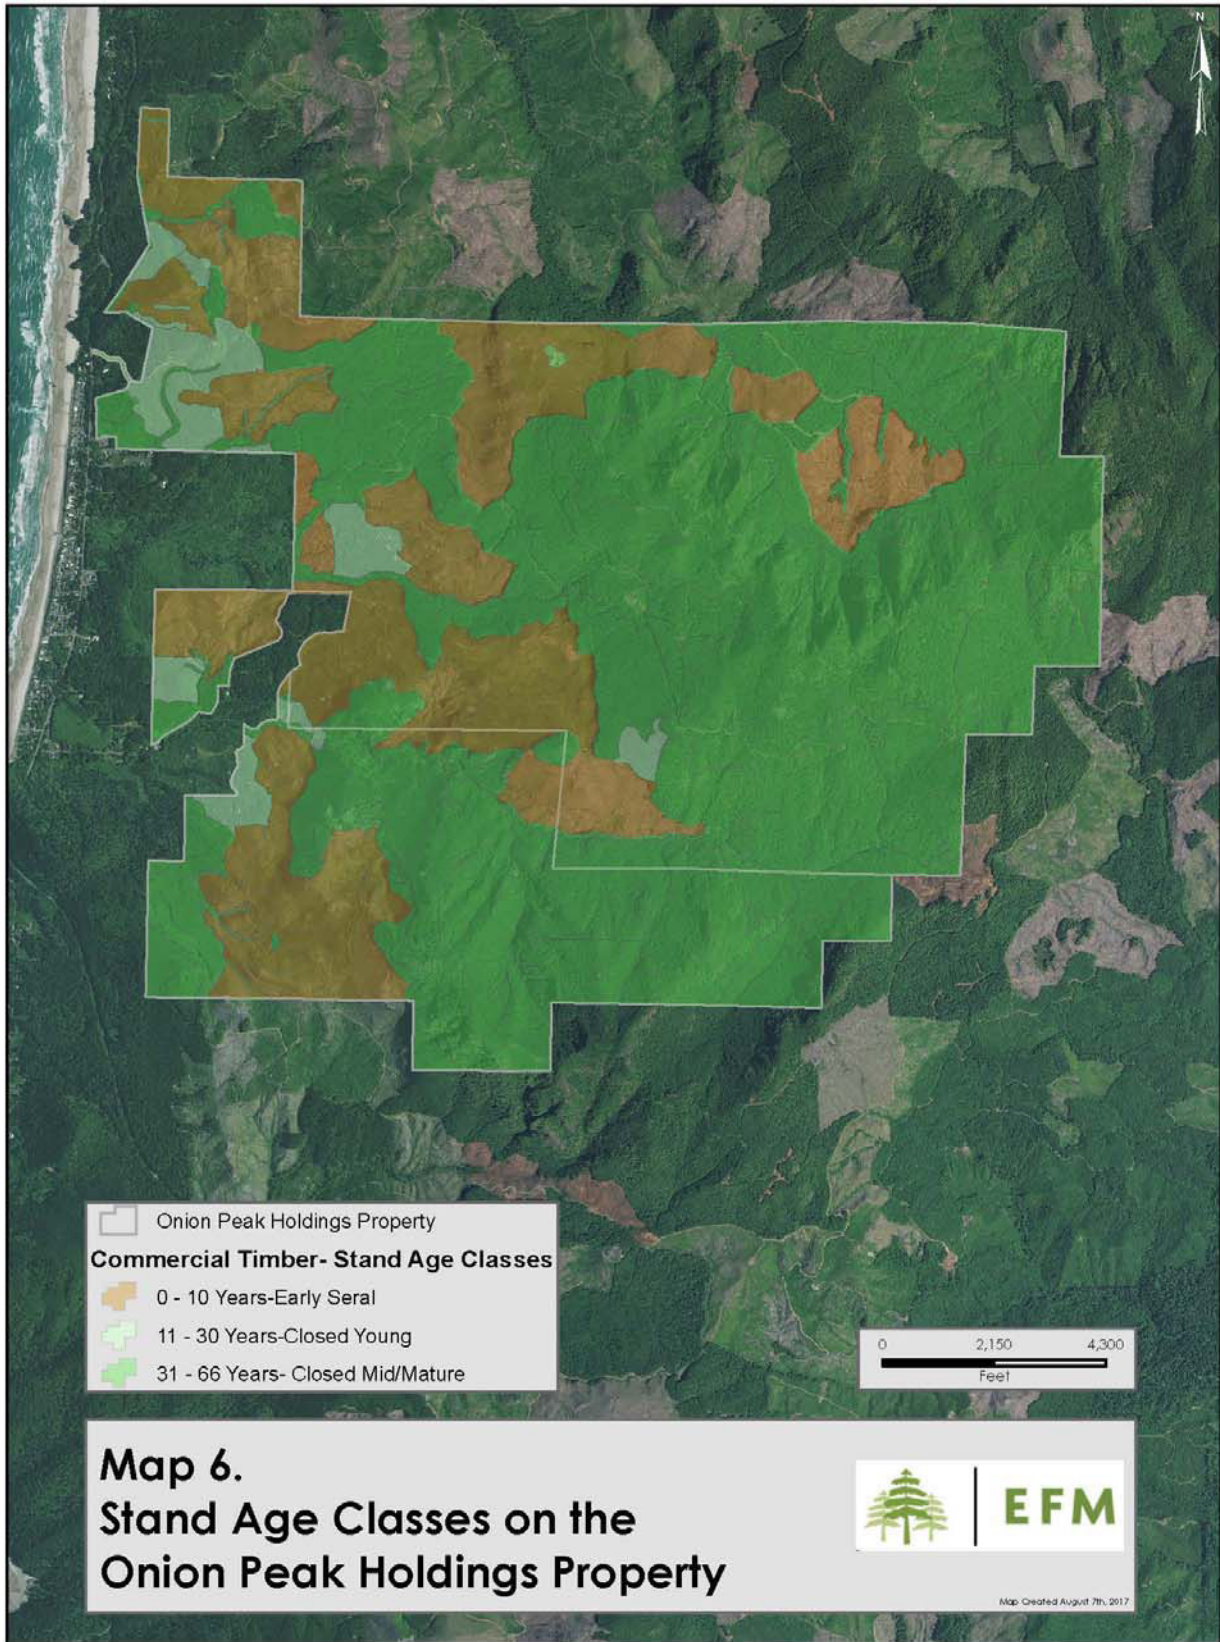 N
Onion Peak Holdings Property
Commercial Timber- Stand Age Classes
0 - 10 Years-Early Seral
11 - 30 Years-Closed Young
31 - 66 Years- Closed Mid/Mature
0 2,150 4,300
Feet
Map 6.
Stand Age Classes on the
Onion Peak Holdings Property
EFM
Map Created August 7th, 2017